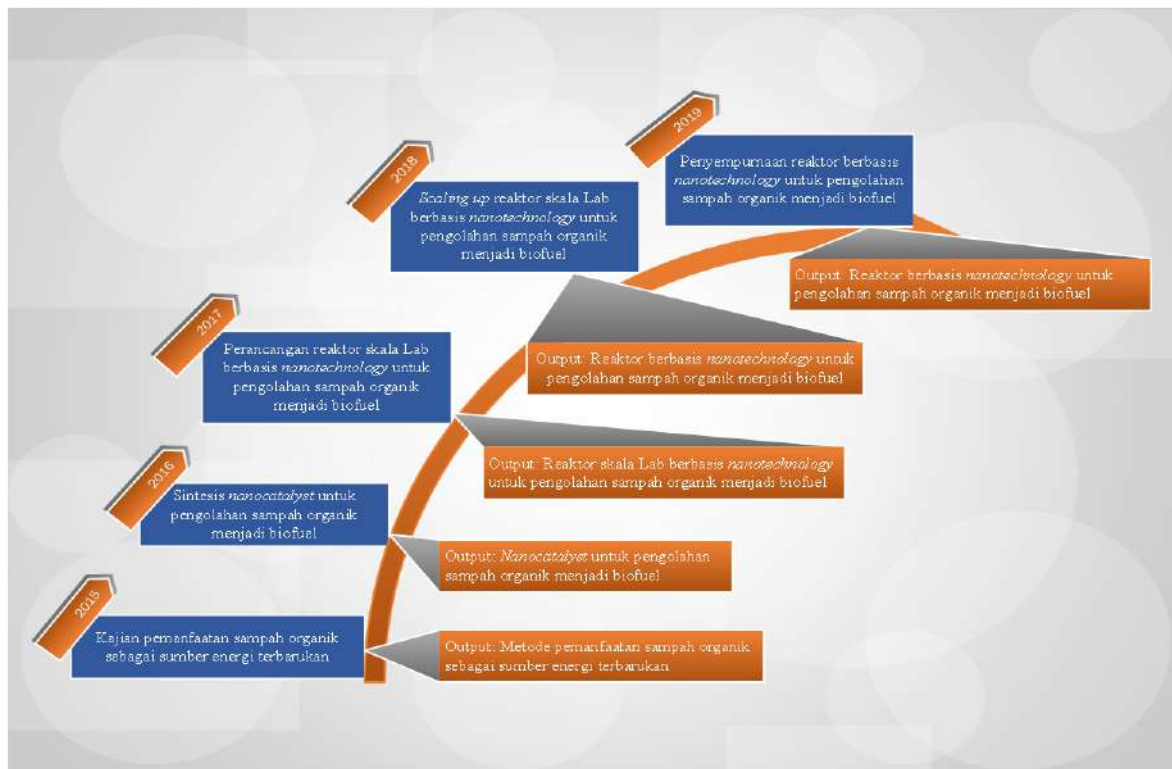 2019
Penyempurnaan reaktor berbasis
nanotechnology untuk pengolahan
sampah organik menjadi biofuel
Output: Reaktor berbasis nanotechnology untuk
pengolahan sampah organik menjadi biofuel
2018
Scaling up reaktor skala Lab
berbasis nanotechnology untuk
pengolahan sampah organik
menjadi biofuel
Output: Reaktor berbasis nanotechnology untuk
pengolahan sampah organik menjadi biofuel
2017
Perancangan reaktor skala Lab
berbasis nanotechnology untuk
pengolahan sampah organik
menjadi biofuel
Output: Reaktor skala Lab berbasis nanotechnology
untuk pengolahan sampah organik menjadi biofuel
2016
Sintesis nanocatalyst untuk
pengolahan sampah organik
menjadi biofuel
Output: Nanocatalyst untuk pengolahan
sampah organik menjadi biofuel
2015
Kajian pemanfaatan sampah organik
sebagai sumber energi terbarukan
Output: Metode pemanfaatan sampah organik
sebagai sumber energi terbarukan